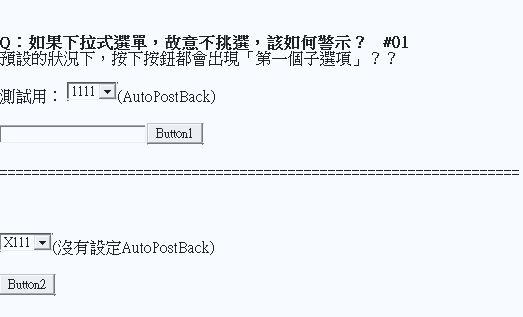 Q：如果下拉式選單，故意不挑選，該如何警示？ #01
預設的狀況下，按下按鈕都會出現「第一個子選項」？？
測試用： 1111 (AutoPostBack)
Button1
==================================================================
X111 (沒有設定AutoPostBack)
Button2